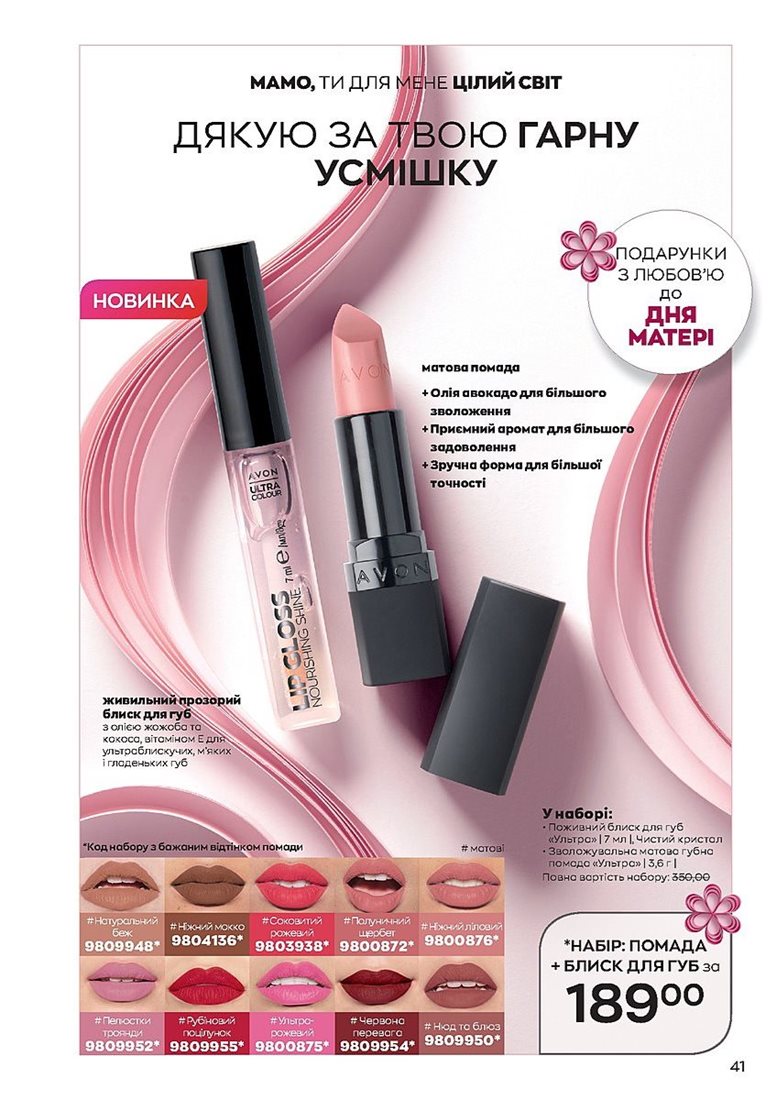 МАМО, ТИ ДЛЯ МЕНЕ ЦІЛИЙ СВІТ
ДЯКУЮ ЗА ТВОЮ ГАРНУ
УСМІШКУ
ПОДАРУНКИ
З ЛЮБОВ'Ю
ДО
ДНЯ
МАТЕРІ
НОВИНКА
матова помада
+ Олія авокадо для більшого
зволоження
+ Приємний аромат для більшого
задоволення
+ Зручна форма для більшої
точності
AVON
AVON
ULTRA
COLOUR
7 ml e
LIP GLOSS
NOURISHING SHINE
AVON
живильний прозорий
блиск для губ
з олією жожоба та
кокоса, вітаміном Е для
ультраблискучих, м'яких
і гладеньких губ
У наборі:
• Поживний блиск для губ
«Ультра» | 7 мл |, Чистий кристал
• Зволожувальна матова губна
помада «Ультра» | 3,6 г |
Повна вартість набору: 350,00
*Код набору з бажаним відтінком помади
# матові
# Натуральний
беж
9809948*
# Ніжний мокко
9804136*
# Соковитий
рожевий
9803938*
# Полуничний
щербет
9800872*
# Ніжний ліловий
9800876*
# Пелюстки
троянди
9809952*
# Рубіновий
поцілунок
9809955*
# Ультра-
рожевий
9800875*
# Червона
перевага
9809954*
# Нюд та блюз
9809950*
*НАБІР: ПОМАДА
+ БЛИСК ДЛЯ ГУБ за
189⁰⁰
41